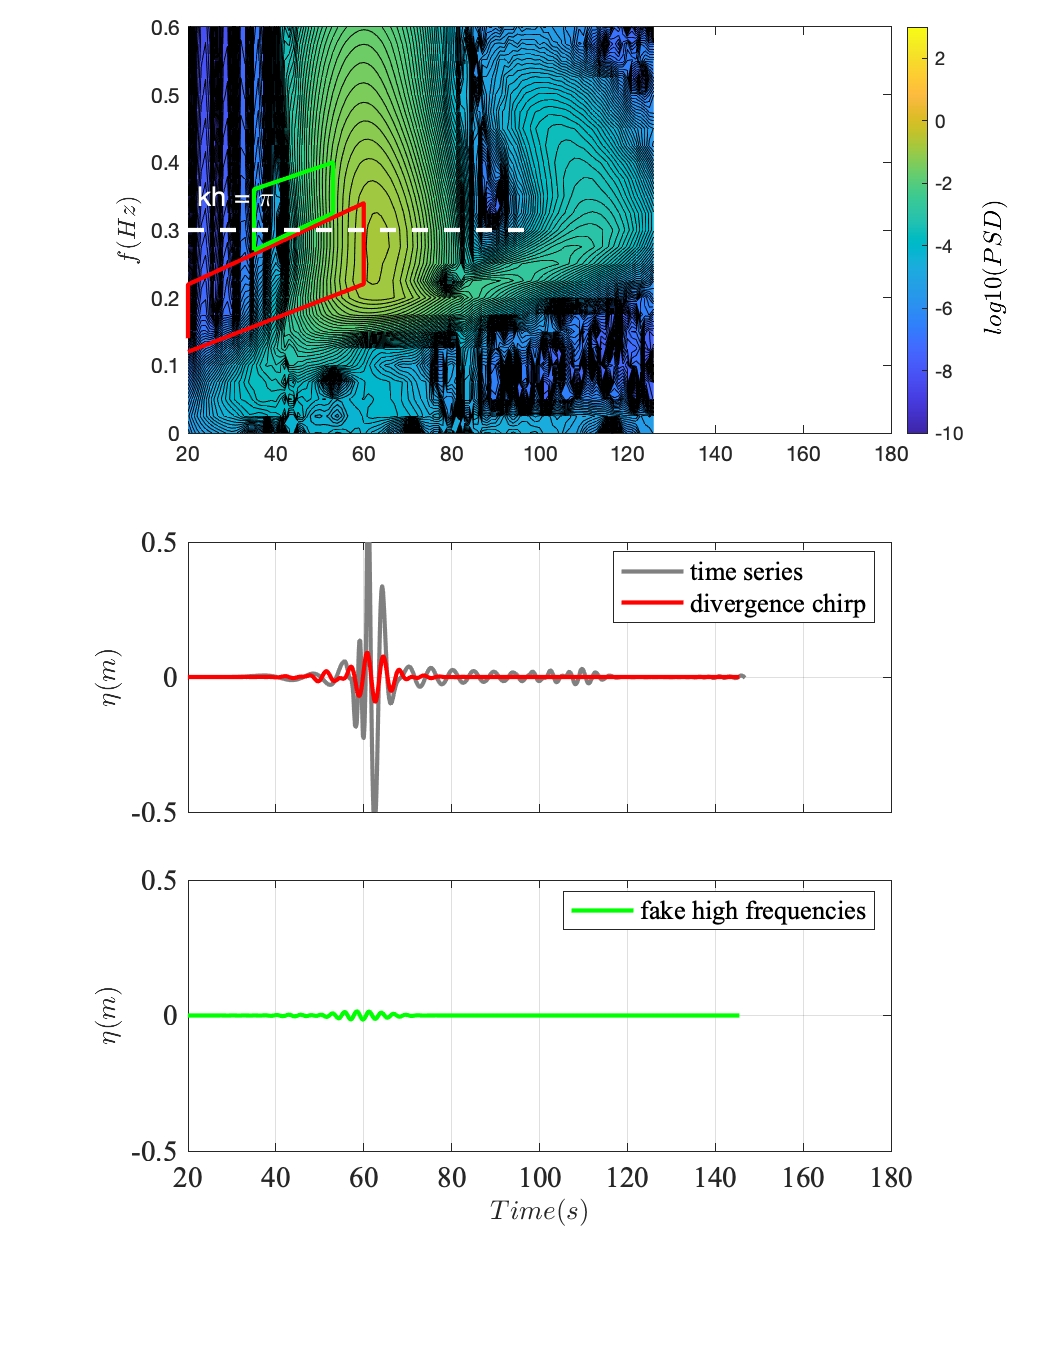 0.6
0.5
0.4
0.3
0.2
0.1
0
f(Hz)
kh = π
20 40 60 80 100 120 140 160 180
2
0
-2
-4
-6
-8
-10
log10(PSD)
0.5
0
-0.5
η(m)
time series
divergence chirp
0.5
0
-0.5
η(m)
fake high frequencies
20 40 60 80 100 120 140 160 180
Time(s)